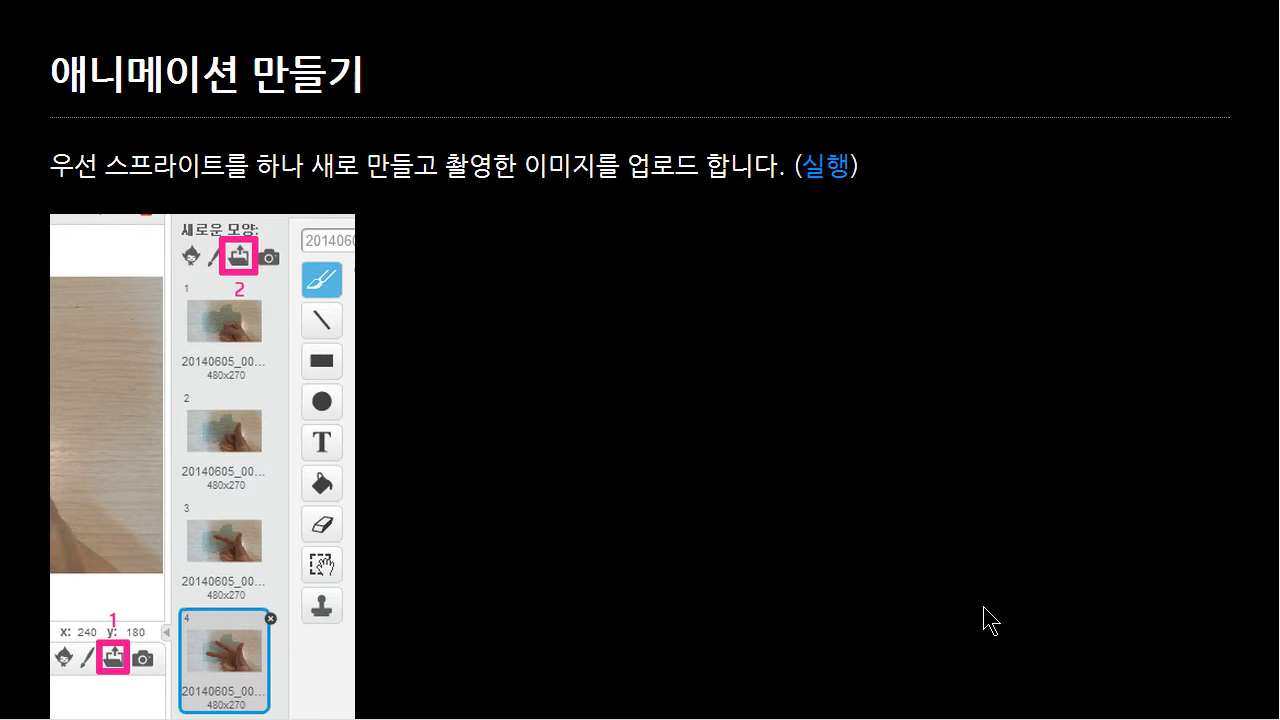 애니메이션 만들기
우선 스프라이트를 하나 새로 만들고 촬영한 이미지를 업로드 합니다. (실행)
새로운 모양:
2
201406
1
20140605_00...
480x270
2
20140605_00...
480x270
3
20140605_00...
480x270
4
20140605_00...
480x270
T
1
x: 240 y: 180